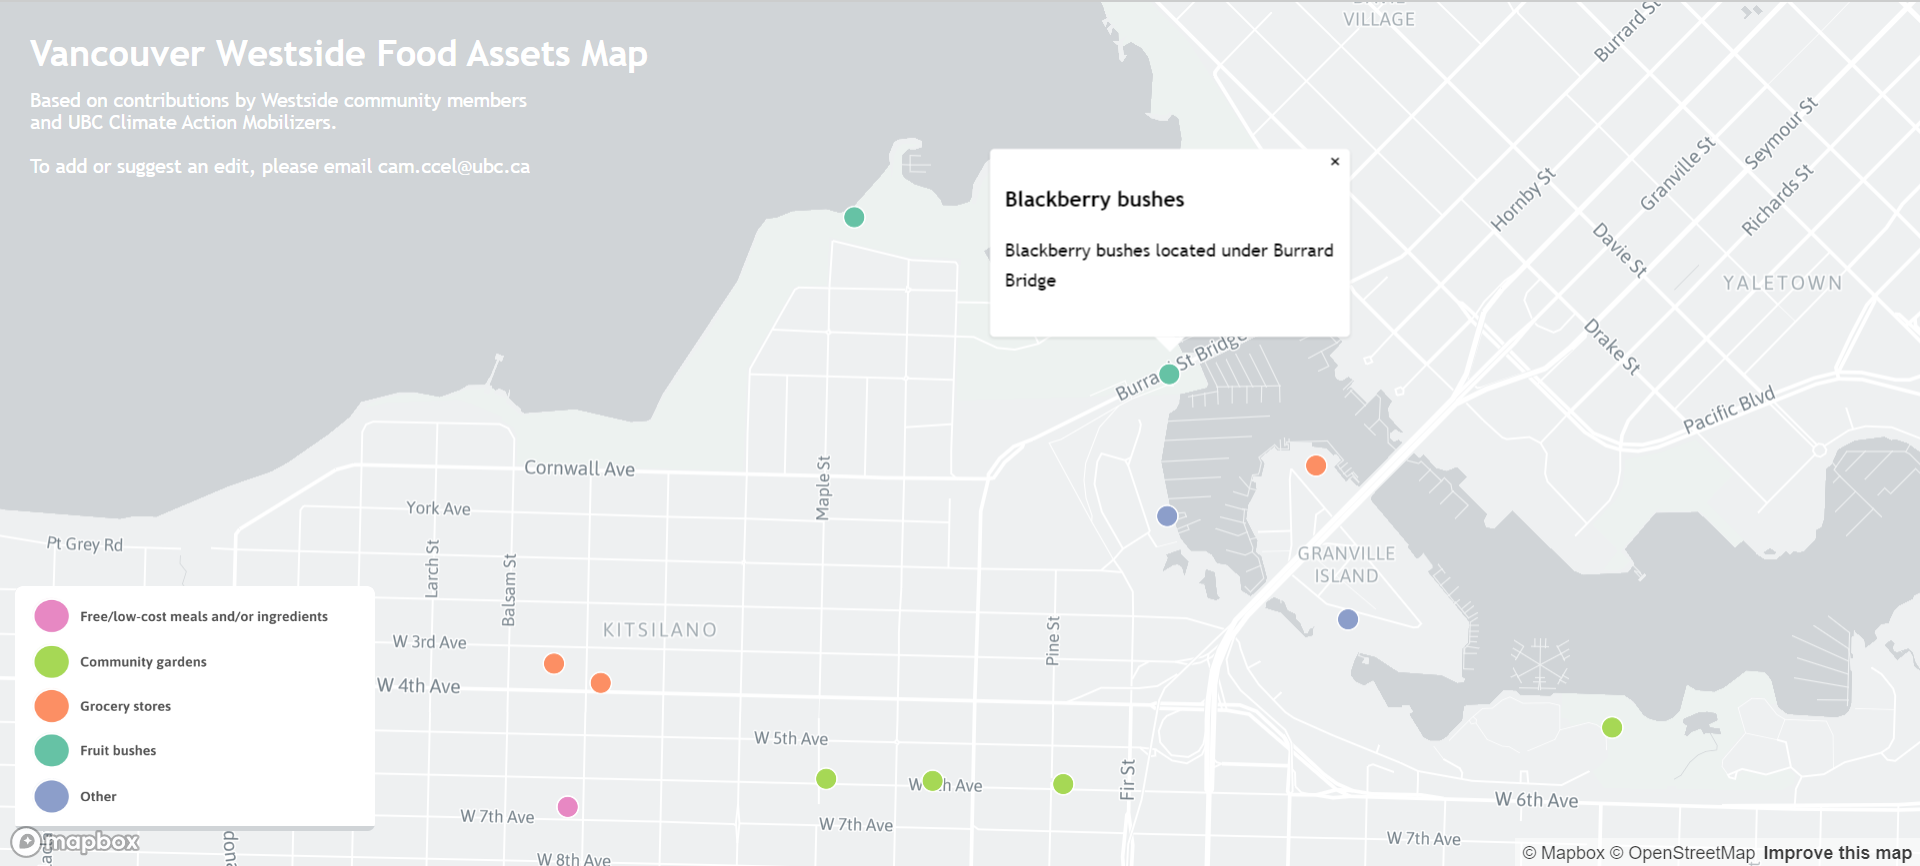 Vancouver Westside Food Assets Map
Based on contributions by Westside community members
and UBC Climate Action Mobilizers.
To add or suggest an edit, please email cam.ccel@ubc.ca
VILLAGE
Burrard St
×
Blackberry bushes
Blackberry bushes located under Burrard
Bridge
Hornby St
Granville St
Seymour St
Richards St
Davie St
YALETOWN
Drake St
Pacific Blvd
St Bridge
Cornwall Ave
York Ave
Maple St
Pt Grey Rd
Larch St
Balsam St
GRANVILLE
ISLAND
KITSILANO
W 3rd Ave
Pine St
W 4th Ave
W 5th Ave
Fir St
Ave
W 6th Ave
W 7th Ave
W 7th Ave
W 7th Ave
W 8th Ave
Free/low-cost meals and/or ingredients
Community gardens
Grocery stores
Fruit bushes
Other
mapbox
© Mapbox © OpenStreetMap Improve this map